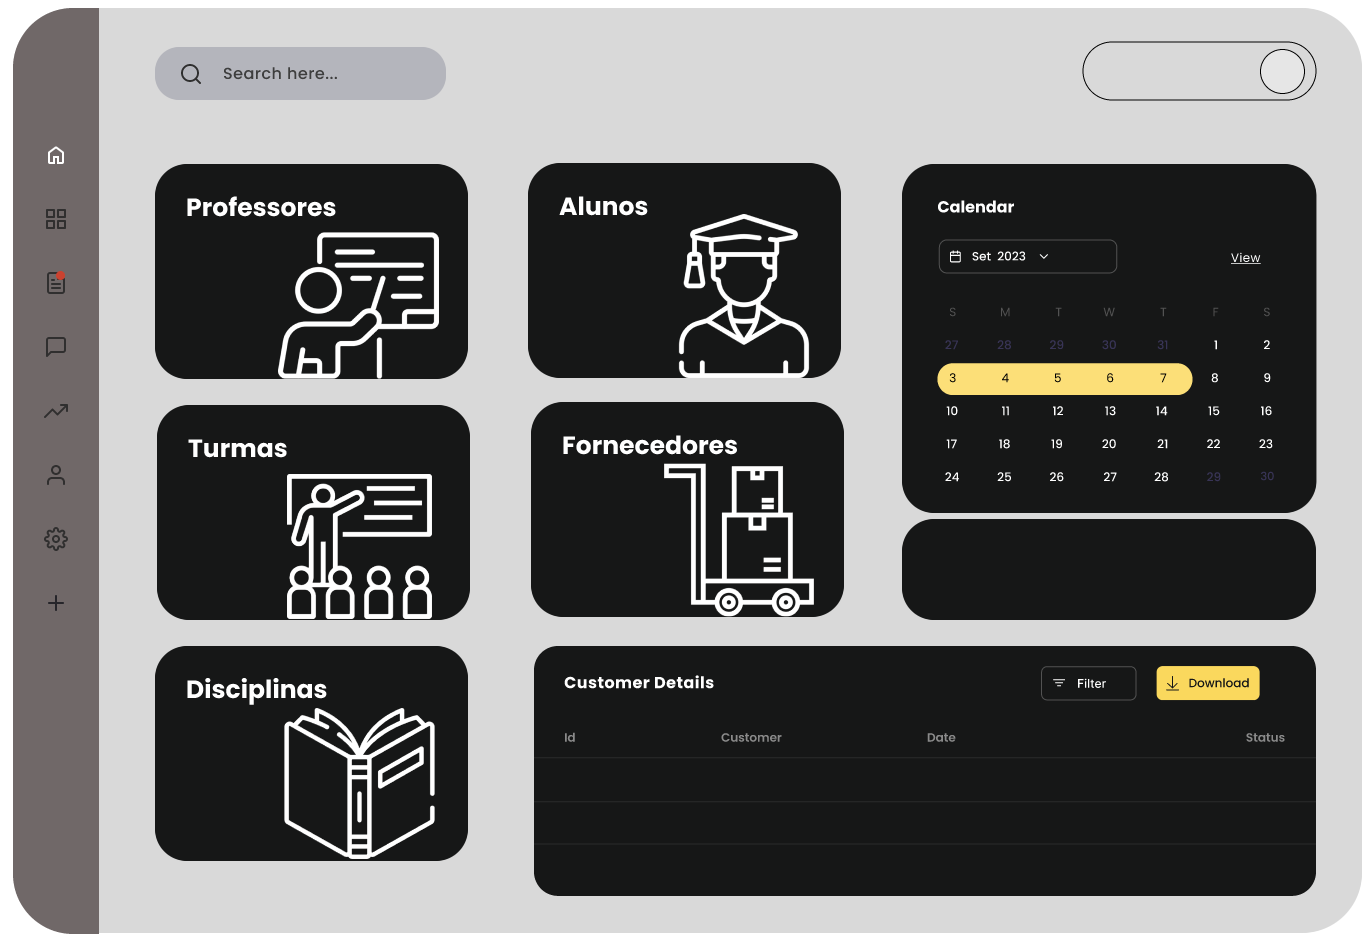 Search here...
Professores
Alunos
Calendar
Set 2023
View
S M T W T F S
27 28 29 30 31 1 2
3 4 5 6 7 8 9
10 11 12 13 14 15 16
17 18 19 20 21 22 23
24 25 26 27 28 29 30
Turmas
Fornecedores
Disciplinas
Customer Details
Filter
Download
Id Customer Date Status